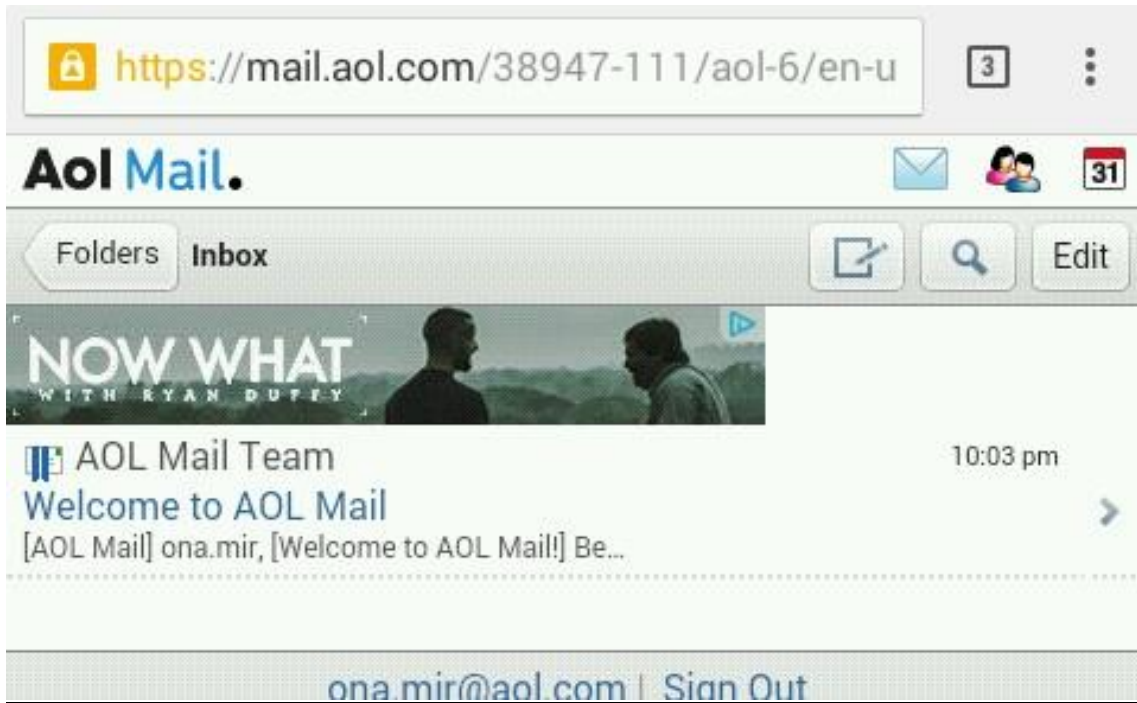 https://mail.aol.com/38947-111/aol-6/en-u
3
Aol Mail.
31
Folders
Inbox
Edit
NOW WHAT
WITH RYAN DUFFY
AOL Mail Team
10:03 pm
Welcome to AOL Mail
[AOL Mail] ona.mir, [Welcome to AOL Mail!] Be...
ona.mir@aol.com | Sign Out